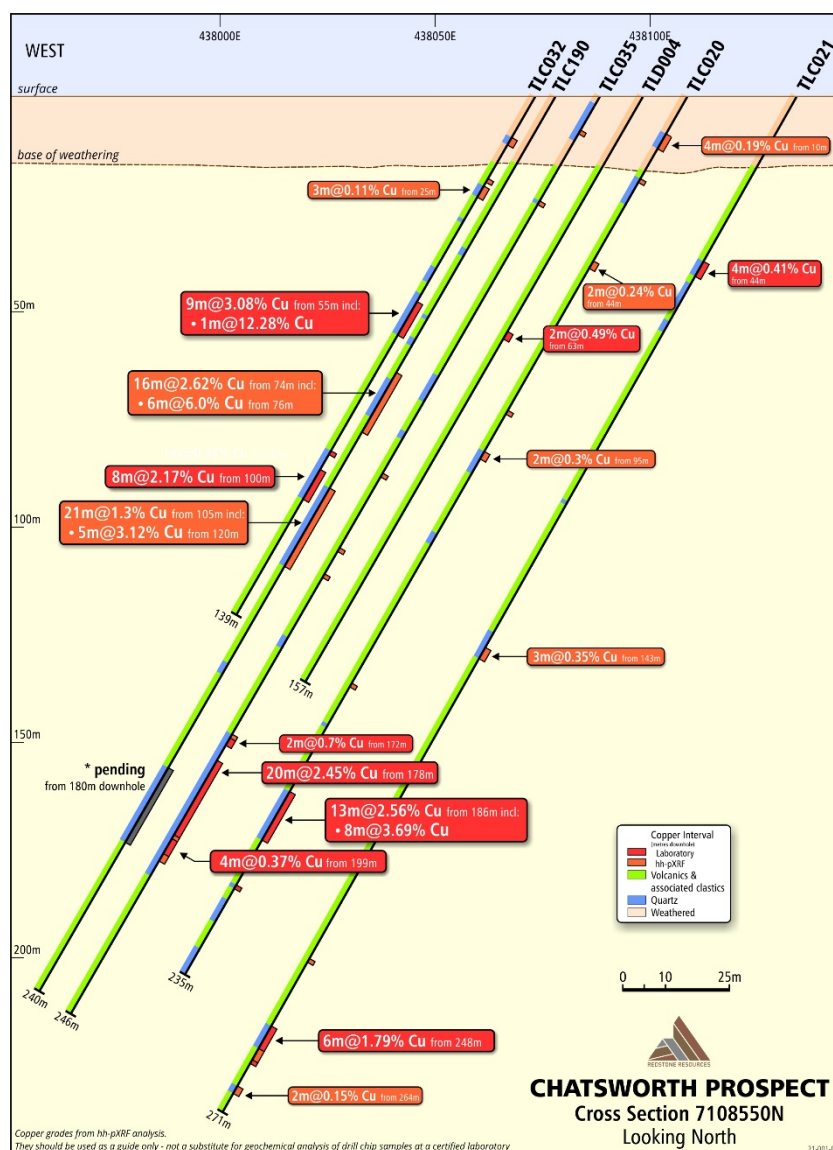 438000E
438050E
438100E
WEST
TLC032
TLC190
TLC035
TLD004
TLC020
TLC021
surface
base of weathering
4m@0.19% Cu from 10m
3m@0.11% Cu from 25m
4m@0.41% Cu
from 44m
2m@0.24% Cu
from 44m
50m
9m@3.08% Cu from 55m incl:
• 1m@12.28% Cu
2m@0.49% Cu
from 63m
16m@2.62% Cu from 74m incl:
• 6m@6.0% Cu from 76m
2m@0.3% Cu from 95m
8m@2.17% Cu from 100m
21m@1.3% Cu from 105m incl:
• 5m@3.12% Cu from 120m
100m
139m
157m
3m@0.35% Cu from 143m
150m
2m@0.7% Cu from 172m
* pending
from 180m downhole
20m@2.45% Cu from 178m
13m@2.56% Cu from 186m incl:
• 8m@3.69% Cu
4m@0.37% Cu from 199m
Copper Interval
(metres downhole)
Laboratory
hh-pXRF
Volcanics &
associated clastics
Quartz
Weathered
200m
240m
246m
235m
0 10 25m
6m@1.79% Cu from 248m
2m@0.15% Cu from 264m
271m
REDSTONE RESOURCES
CHATSWORTH PROSPECT
Cross Section 7108550N
Looking North
Copper grades from hh-pXRF analysis.
They should be used as a guide only - not a substitute for geochemical analysis of drill chip samples at a certified laboratory